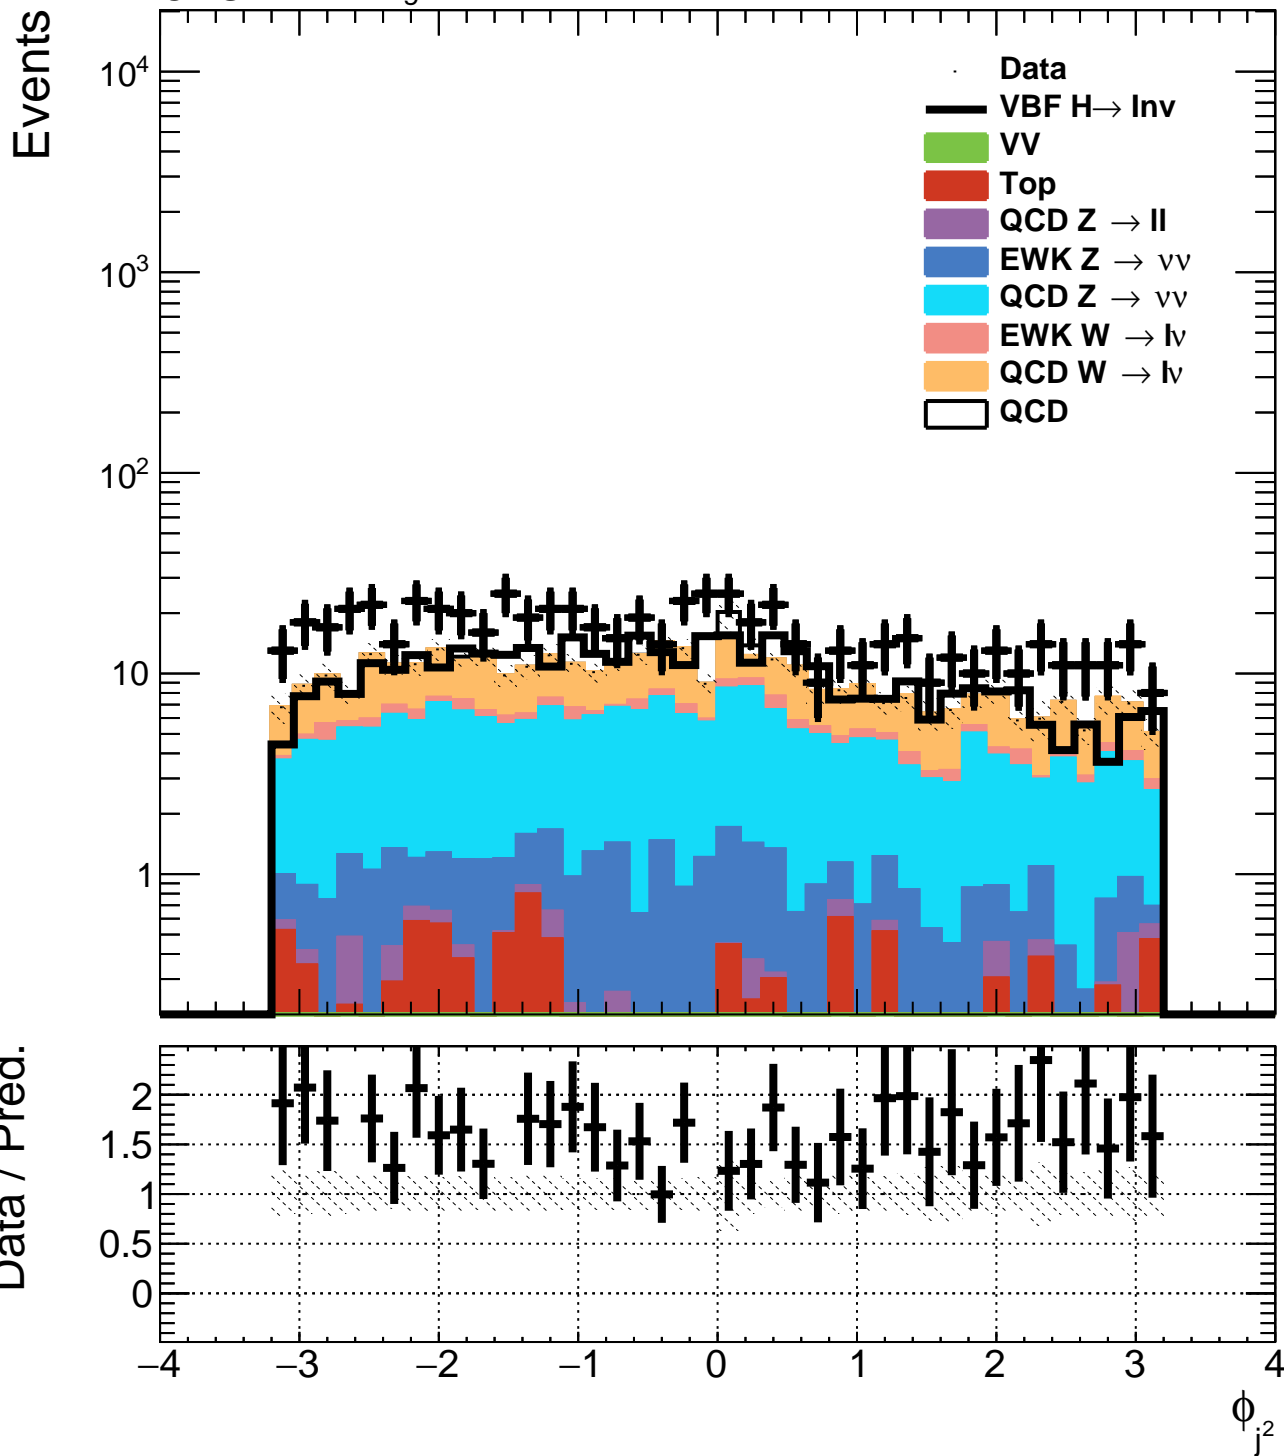 Events
10⁴
10³
10²
10
1
Data
VBF H→ Inv
VV
Top
QCD Z → ll
EWK Z → νν
QCD Z → νν
EWK W → lν
QCD W → lν
QCD
Data / Pred.
2
1.5
1
0.5
0
−4 −3 −2 −1 0 1 2 3 4
ϕ_j²